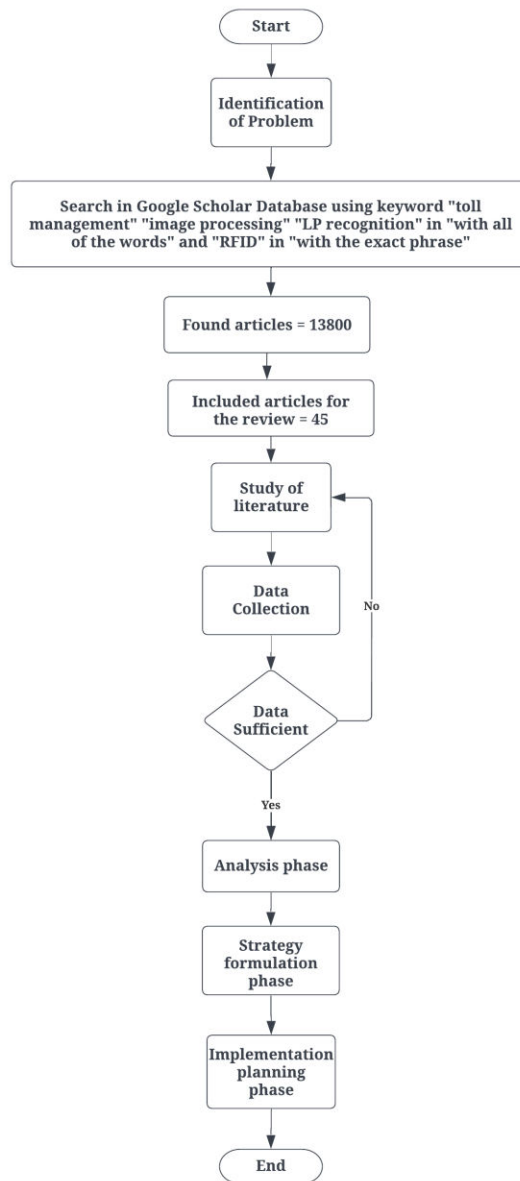 Start
Identification
of Problem
Search in Google Scholar Database using keyword "toll
management" "image processing" "LP recognition" in "with all
of the words" and "RFID" in "with the exact phrase"
Found articles = 13800
Included articles for
the review = 45
Study of
literature
Data
Collection
No
Data
Sufficient
Yes
Analysis phase
Strategy
formulation
phase
Implementation
planning
phase
End